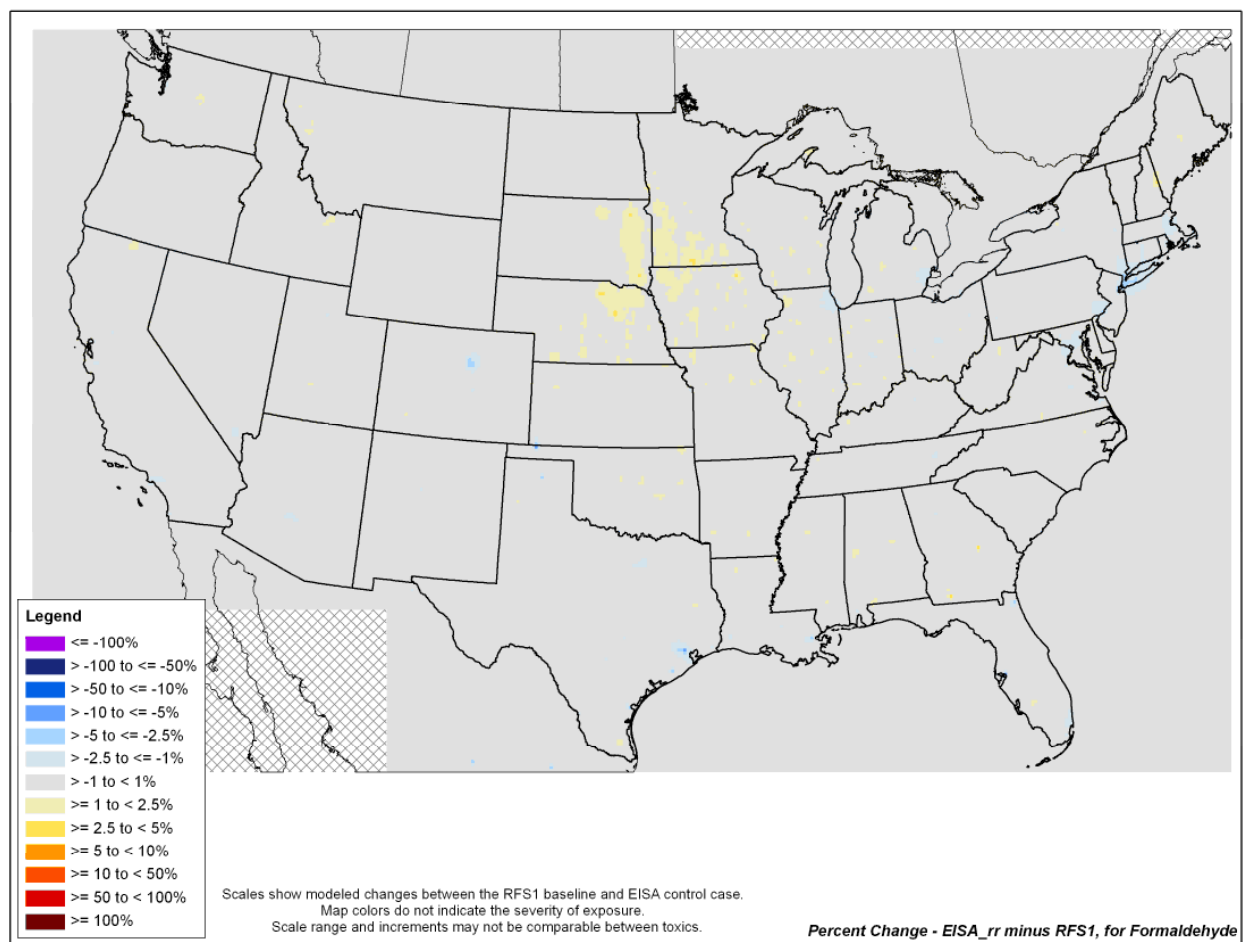 Legend
<= -100%
> -100 to <= -50%
> -50 to <= -10%
> -10 to <= -5%
> -5 to <= -2.5%
> -2.5 to <= -1%
> -1 to < 1%
>= 1 to < 2.5%
>= 2.5 to < 5%
>= 5 to < 10%
>= 10 to < 50%
>= 50 to < 100%
>= 100%
Scales show modeled changes between the RFS1 baseline and EISA control case.
Map colors do not indicate the severity of exposure.
Scale range and increments may not be comparable between toxics.
Percent Change - EISA_rr minus RFS1, for Formaldehyde